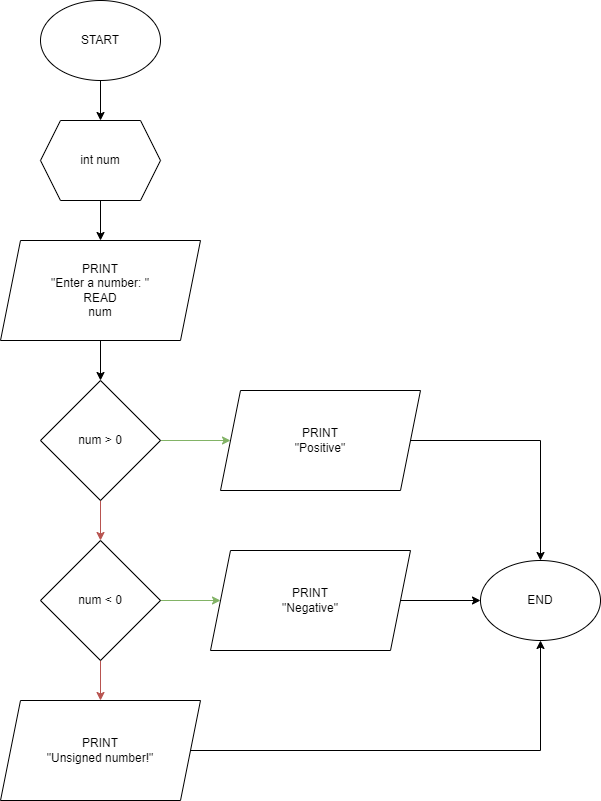 START
int num
PRINT
"Enter a number: "
READ
num
num > 0
PRINT
"Positive"
num < 0
PRINT
"Negative"
END
PRINT
"Unsigned number!"